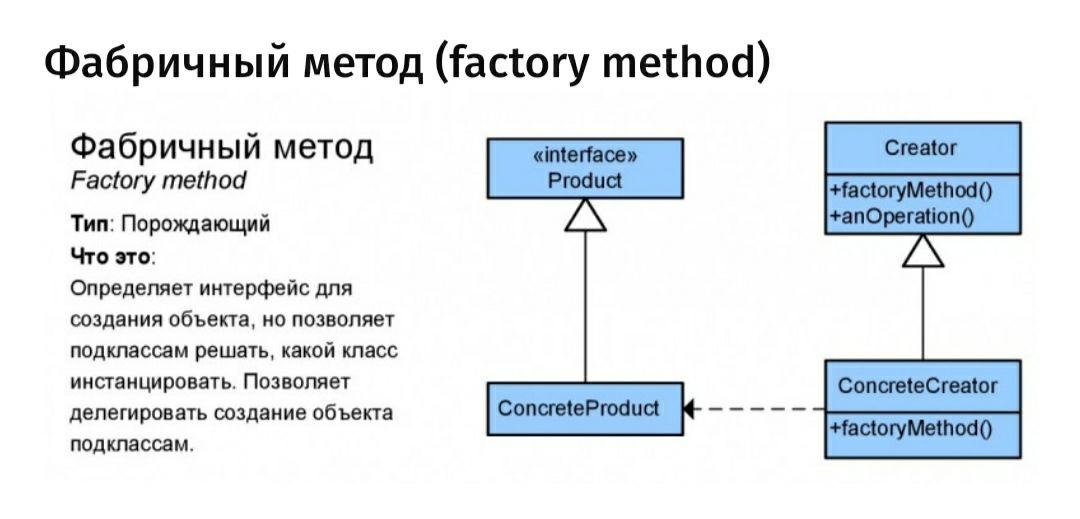 Фабричный метод (factory method)
Фабричный метод
Factory method
Тип: Порождающий
Что это:
Определяет интерфейс для
создания объекта, но позволяет
подклассам решать, какой класс
инстанцировать. Позволяет
делегировать создание объекта
подклассам.
«interface»
Product
ConcreteProduct
Creator
+factoryMethod()
+anOperation()
ConcreteCreator
+factoryMethod()